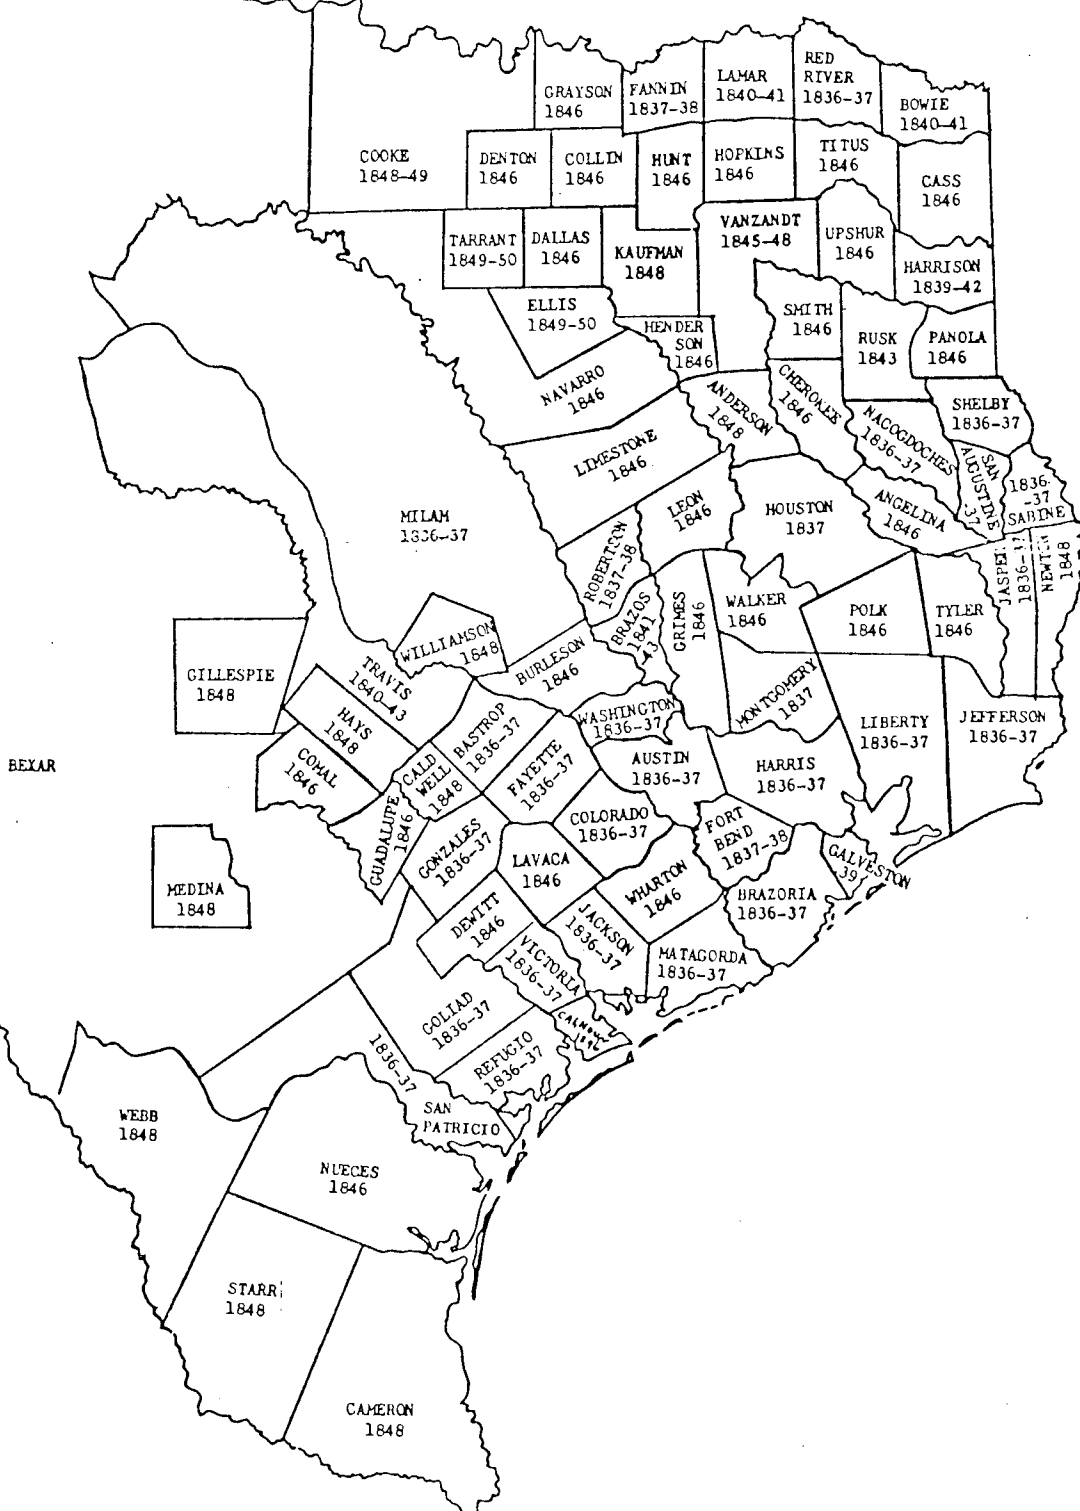 GRAYSON
1846
FANNIN
1837-38
LAMAR
1840-41
RED
RIVER
1836-37
BOWIE
1840-41
COOKE
1848-49
DENTON
1846
COLLIN
1846
HUNT
1846
HOPKINS
1846
TITUS
1846
CASS
1846
TARRANT
1849-50
DALLAS
1846
KAUFMAN
1848
VANZANDT
1845-48
UPSHUR
1846
HARRISON
1839-42
ELLIS
1849-50
HENDER
SON
1846
SMITH
1846
RUSK
1843
PANOLA
1846
NAVARRO
1846
ANDERSON
1848
CHEROKEE
1846
NACOGDOCHES
1836-37
SHELBY
1836-37
SAN
AUGUSTINE
-37
1836-
-37
SABINE
LIMESTONE
1846
LEON
1846
HOUSTON
1837
ANGELINA
1846
MILAM
1836-37
ROBERTSON
1837-38
BRAZOS
1841
-43
GRIMES
1846
WALKER
1846
POLK
1846
TYLER
1846
JASPER
1836-37
NEWTON
1848
GILLESPIE
1848
WILLIAMSON
1848
TRAVIS
1840-43
BURLESON
1846
WASHINGTON
1836-37
MONTGOMERY
1837
LIBERTY
1836-37
JEFFERSON
1836-37
HAYS
1848
BASTROP
1836-37
BEXAR
COMAL
1846
CALD
WELL
1848
FAYETTE
1836-37
AUSTIN
1836-37
HARRIS
1836-37
GUADALUPE
1846
GONZALES
1836-37
LAVACA
1846
COLORADO
1836-37
FORT
BEND
1837-38
GALVESTON
39
MEDINA
1848
DEWITT
1846
WHARTON
1846
BRAZORIA
1836-37
JACKSON
1836-37
VICTORIA
1836-37
MATAGORDA
1836-37
GOLIAD
1836-37
CALHOUN
1846
REFUGIO
1836-37
1836-37
SAN
PATRICIO
WEBB
1848
NUECES
1846
STARR
1848
CAMERON
1848